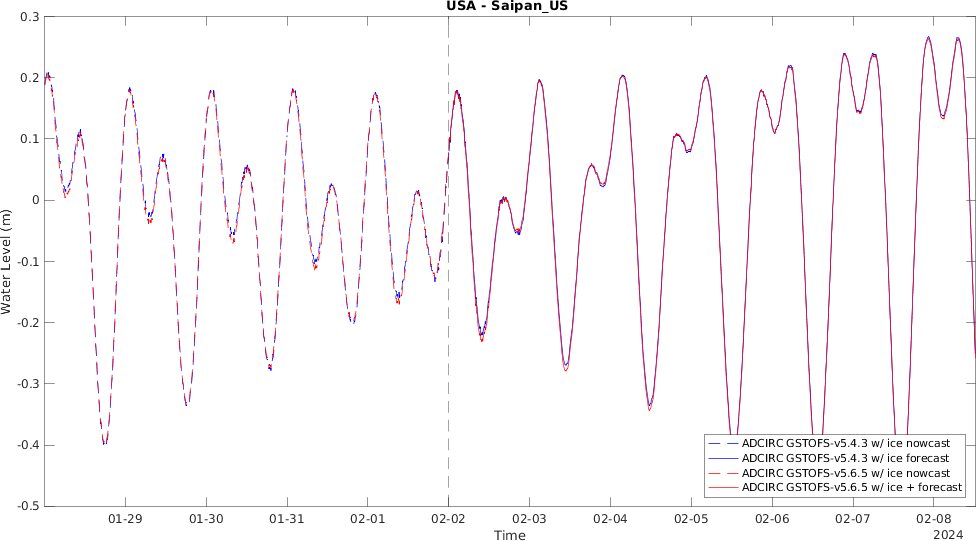 USA - Saipan_US
0.3
0.2
0.1
0
-0.1
-0.2
-0.3
-0.4
-0.5
Water Level (m)
ADCIRC GSTOFS-v5.4.3 w/ ice nowcast
ADCIRC GSTOFS-v5.4.3 w/ ice forecast
ADCIRC GSTOFS-v5.6.5 w/ ice nowcast
ADCIRC GSTOFS-v5.6.5 w/ ice + forecast
01-29 01-30 01-31 02-01 02-02 02-03 02-04 02-05 02-06 02-07 02-08
Time
2024